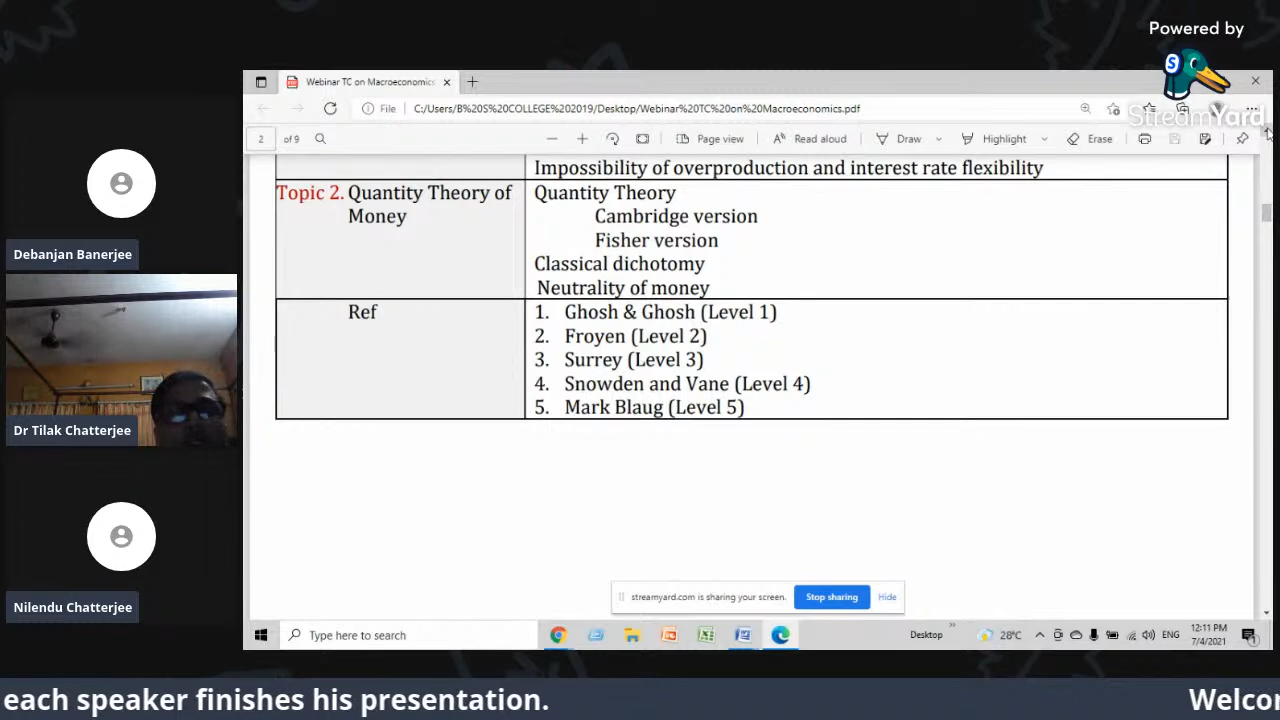 Powered by
StreamYard
Webinar TC on Macroeconomics
File
C:/Users/B%20S%20COLLEGE%202019/Desktop/Webinar%20TC%20on%20Macroeconomics.pdf
2 of 9
Page view
Read aloud
Draw
Highlight
Erase
Impossibility of overproduction and interest rate flexibility
Topic 2. Quantity Theory of
Money
Quantity Theory
Cambridge version
Fisher version
Classical dichotomy
Neutrality of money
Ref
1. Ghosh & Ghosh (Level 1)
2. Froyen (Level 2)
3. Surrey (Level 3)
4. Snowden and Vane (Level 4)
5. Mark Blaug (Level 5)
Debanjan Banerjee
Dr Tilak Chatterjee
Nilendu Chatterjee
streamyard.com is sharing your screen.
Stop sharing
Hide
Type here to search
Desktop
28°C
ENG
12:11 PM
7/4/2021
each speaker finishes his presentation.
Welcor